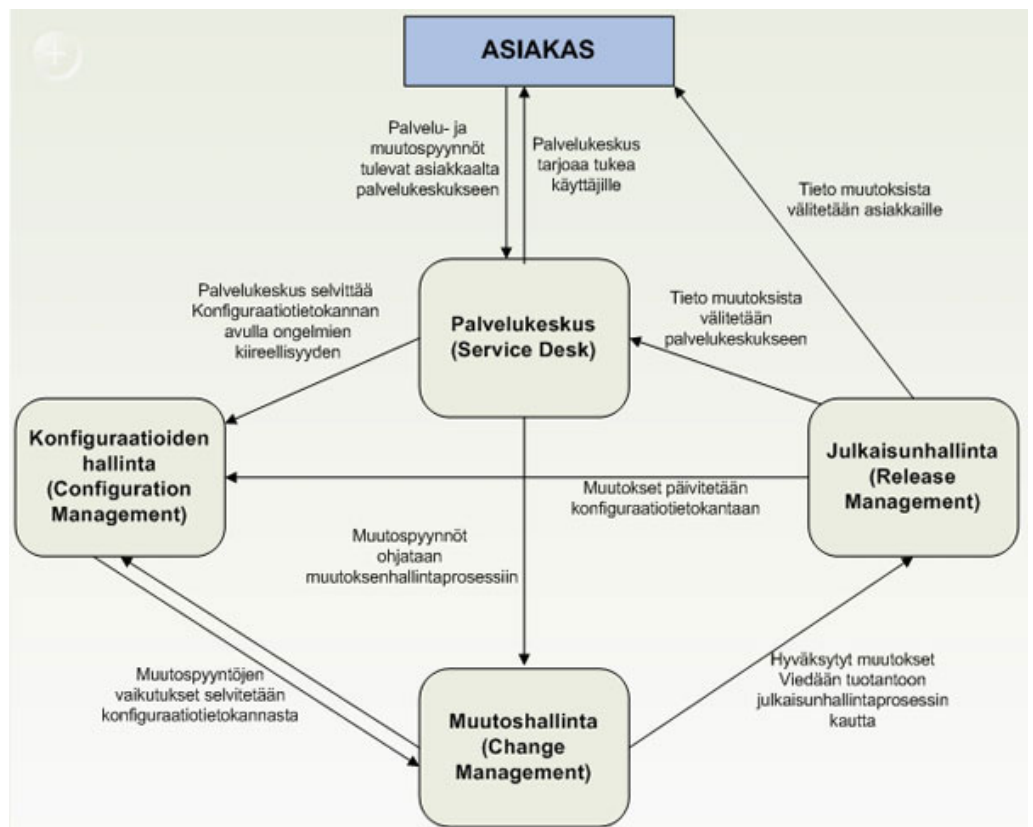 ASIAKAS
Palvelu- ja
muutospyynnöt
tulevat asiakkaalta
palvelukeskukseen
Palvelukeskus
tarjoaa tukea
käyttäjille
Tieto muutoksista
välitetään asiakkaille
Palvelukeskus selvittää
Konfiguraatiotietokannan
avulla ongelmien
kiireellisyyden
Palvelukeskus
(Service Desk)
Tieto muutoksista
välitetään
palvelukeskukseen
Konfiguraatioiden
hallinta
(Configuration
Management)
Julkaisunhallinta
(Release
Management)
Muutokset päivitetään
konfiguraatiotietokantaan
Muutospyynnöt
ohjataan
muutoksenhallintaprosessiin
Muutospyyntöjen
vaikutukset selvitetään
konfiguraatiotietokannasta
Muutoshallinta
(Change
Management)
Hyväksytyt muutokset
Viedään tuotantoon
julkaisunhallintaprosessin
kautta